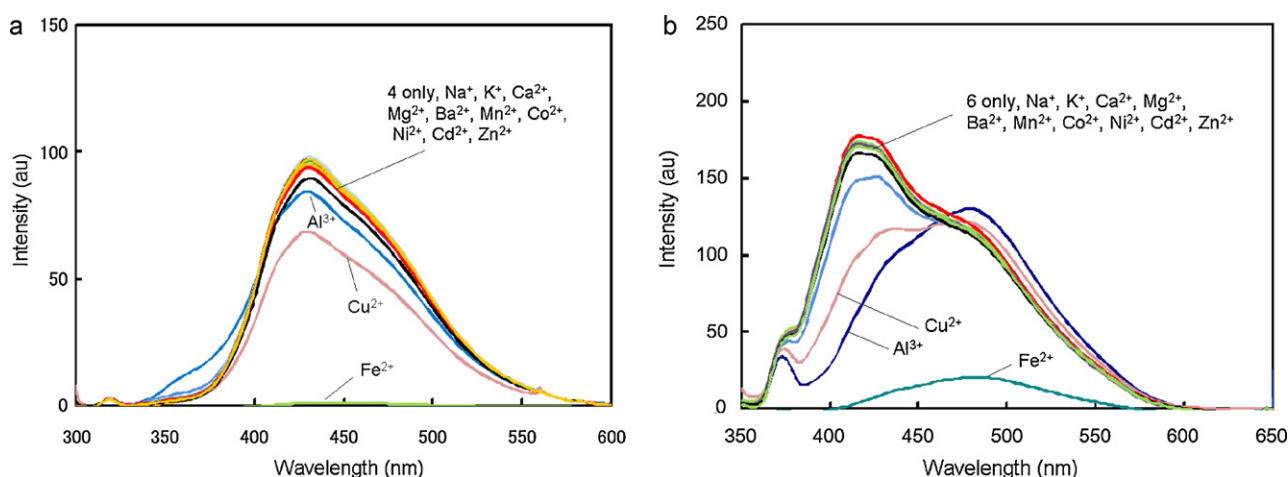 a
150
100
50
0
Intensity (au)
4 only, Na⁺, K⁺, Ca²⁺,
Mg²⁺, Ba²⁺, Mn²⁺, Co²⁺,
Ni²⁺, Cd²⁺, Zn²⁺
Al³⁺
Cu²⁺
Fe²⁺
300 350 400 450 500 550 600
Wavelength (nm)
b
250
200
150
100
50
0
Intensity (au)
6 only, Na⁺, K⁺, Ca²⁺, Mg²⁺,
Ba²⁺, Mn²⁺, Co²⁺, Ni²⁺, Cd²⁺, Zn²⁺
Cu²⁺
Al³⁺
Fe²⁺
350 400 450 500 550 600 650
Wavelength (nm)